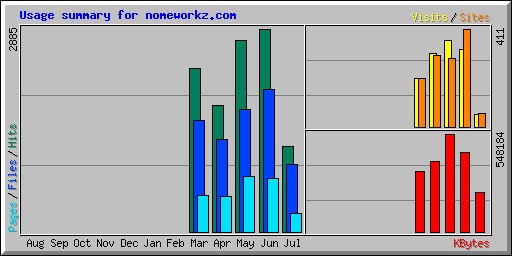 Usage summary for nomeworkz.com
Visits/Sites
2885
411
Pages/Files/Hits
548184
Aug Sep Oct Nov Dec Jan Feb Mar Apr May Jun Jul
KBytes